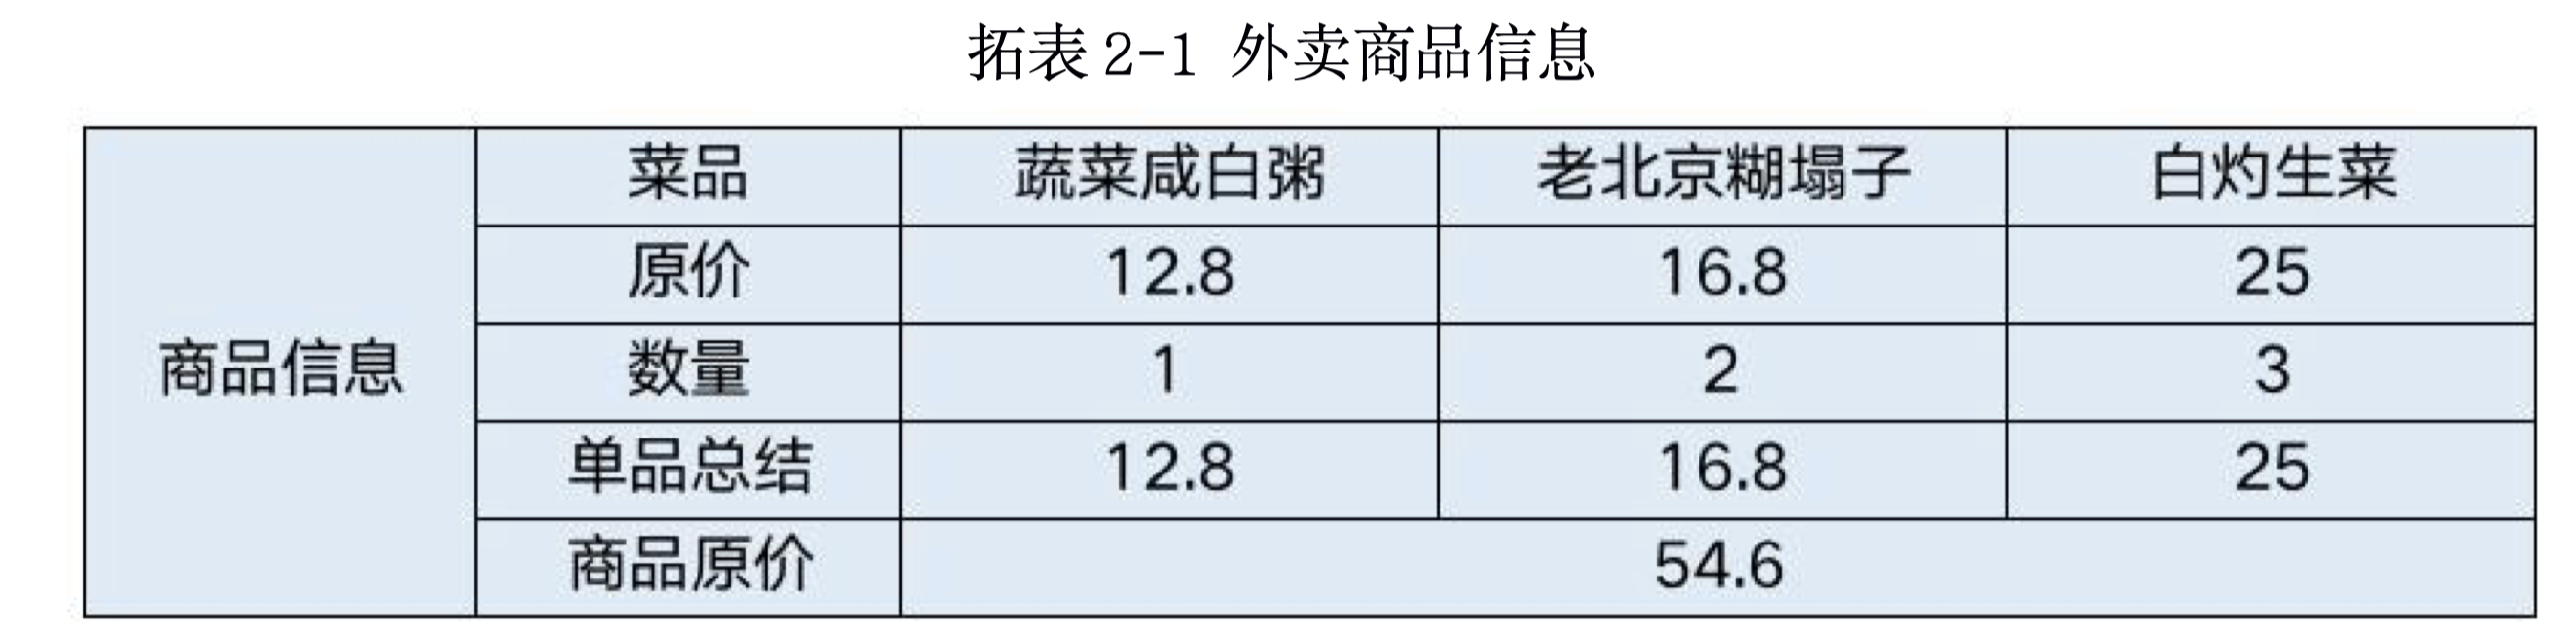 拓表2-1 外卖商品信息
菜品 蔬菜咸白粥 老北京糊塌子 白灼生菜
原价 12.8 16.8 25
商品信息 数量 1 2 3
单品总结 12.8 16.8 25
商品原价 54.6